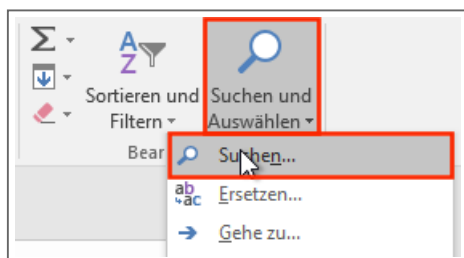 Sortieren und
Filtern
Suchen und
Auswählen
Bear
Suchen...
Ersetzen...
Gehe zu...